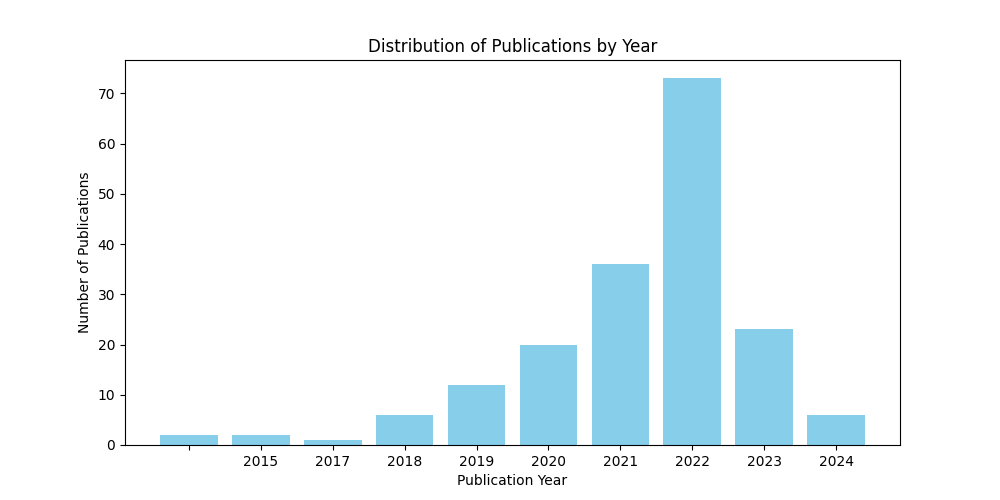 Distribution of Publications by Year
Number of Publications
70
60
50
40
30
20
10
0
2015 2017 2018 2019 2020 2021 2022 2023 2024
Publication Year